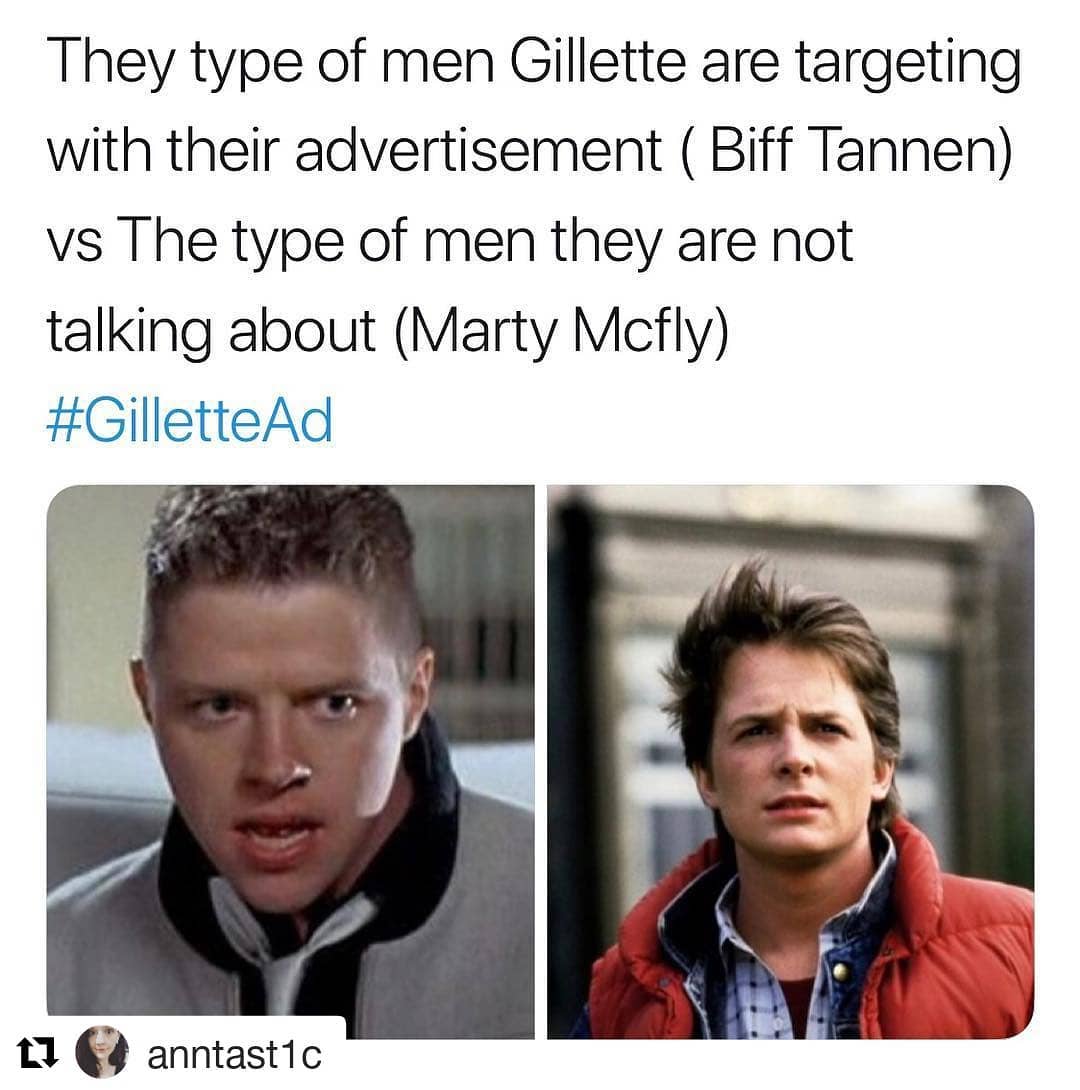 They type of men Gillette are targeting
with their advertisement ( Biff Tannen)
vs The type of men they are not
talking about (Marty Mcfly)
#GilletteAd
anntast1c